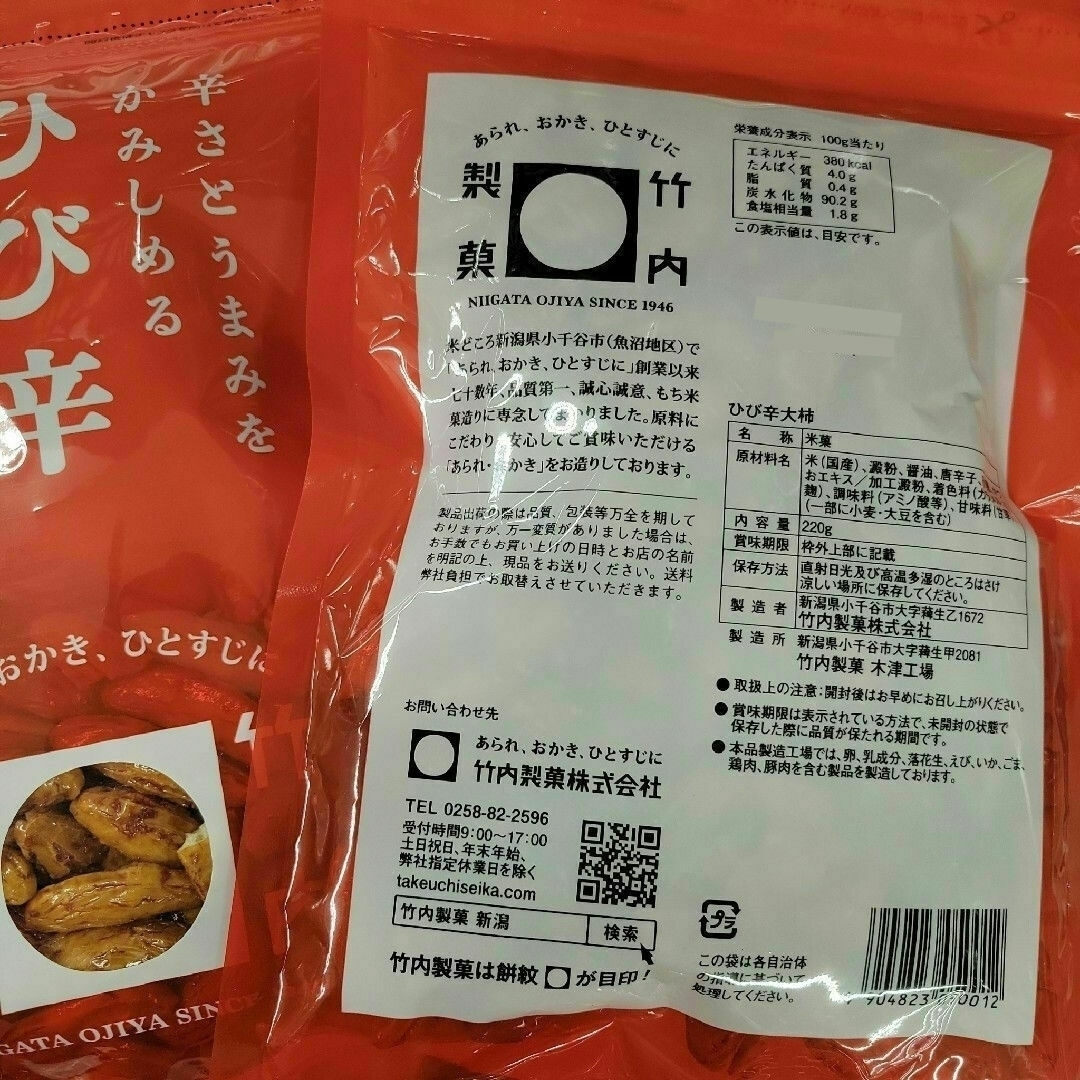 辛さとうまみを
かみしめる
ひび辛
おかき、ひとすじに
竹
IIGATA OJIYA SINC
あられ、おかき、ひとすじに
竹内
製菓
NIIGATA OJIYA SINCE 1946
米どころ新潟県小千谷市(魚沼地区)で
「あられ、おかき、ひとすじに」創業以来
七十数年、品質第一、誠心誠意、もち米
菓造りに専念してまいりました。原料に
こだわり、安心してご賞味いただける
「あられ・おかき」をお造りしております。
製品出荷の際は品質、包装等万全を期して
おりますが、万一変質がありました場合は、
お手数でもお買い上げの日時とお店の名前
を明記の上、現品をお送りください。送料
弊社負担でお取替えさせていただきます。
お問い合わせ先
あられ、おかき、ひとすじに
竹内製菓株式会社
TEL 0258-82-2596
受付時間9:00〜17:00
土日祝日、年末年始、
弊社指定休業日を除く
takeuchiseika.com
竹内製菓 新潟 検索
竹内製菓は餅紋 が目印!
栄養成分表示 100g当たり
エネルギー 380kcal
たんぱく質 4.0g
脂質 0.4g
炭水化物 90.2g
食塩相当量 1.8g
この表示値は、目安です。
ひび辛大柿
名称 米菓
原材料名 米(国産)、澱粉、醤油、唐辛子、
おエキス/加工澱粉、着色料(カ
麹)、調味料(アミノ酸等)、甘味料(甘草
(一部に小麦・大豆を含む)
内容量 220g
賞味期限 枠外上部に記載
保存方法 直射日光及び高温多湿のところはさけ
涼しい場所に保存してください。
製造者 新潟県小千谷市大字薭生乙1672
竹内製菓株式会社
製造所 新潟県小千谷市大字薭生甲2081
竹内製菓 木津工場
●取扱上の注意:開封後はお早めにお召し上がりください。
●賞味期限は表示されている方法で、未開封の状態で
保存した際に品質が保たれる期間です。
●本品製造工場では、卵、乳成分、落花生、えび、いか、ごま、
鶏肉、豚肉を含む製品を製造しております。
プラ
この袋は各自治体
の指導に基づいて
処理してください。
904823 0012